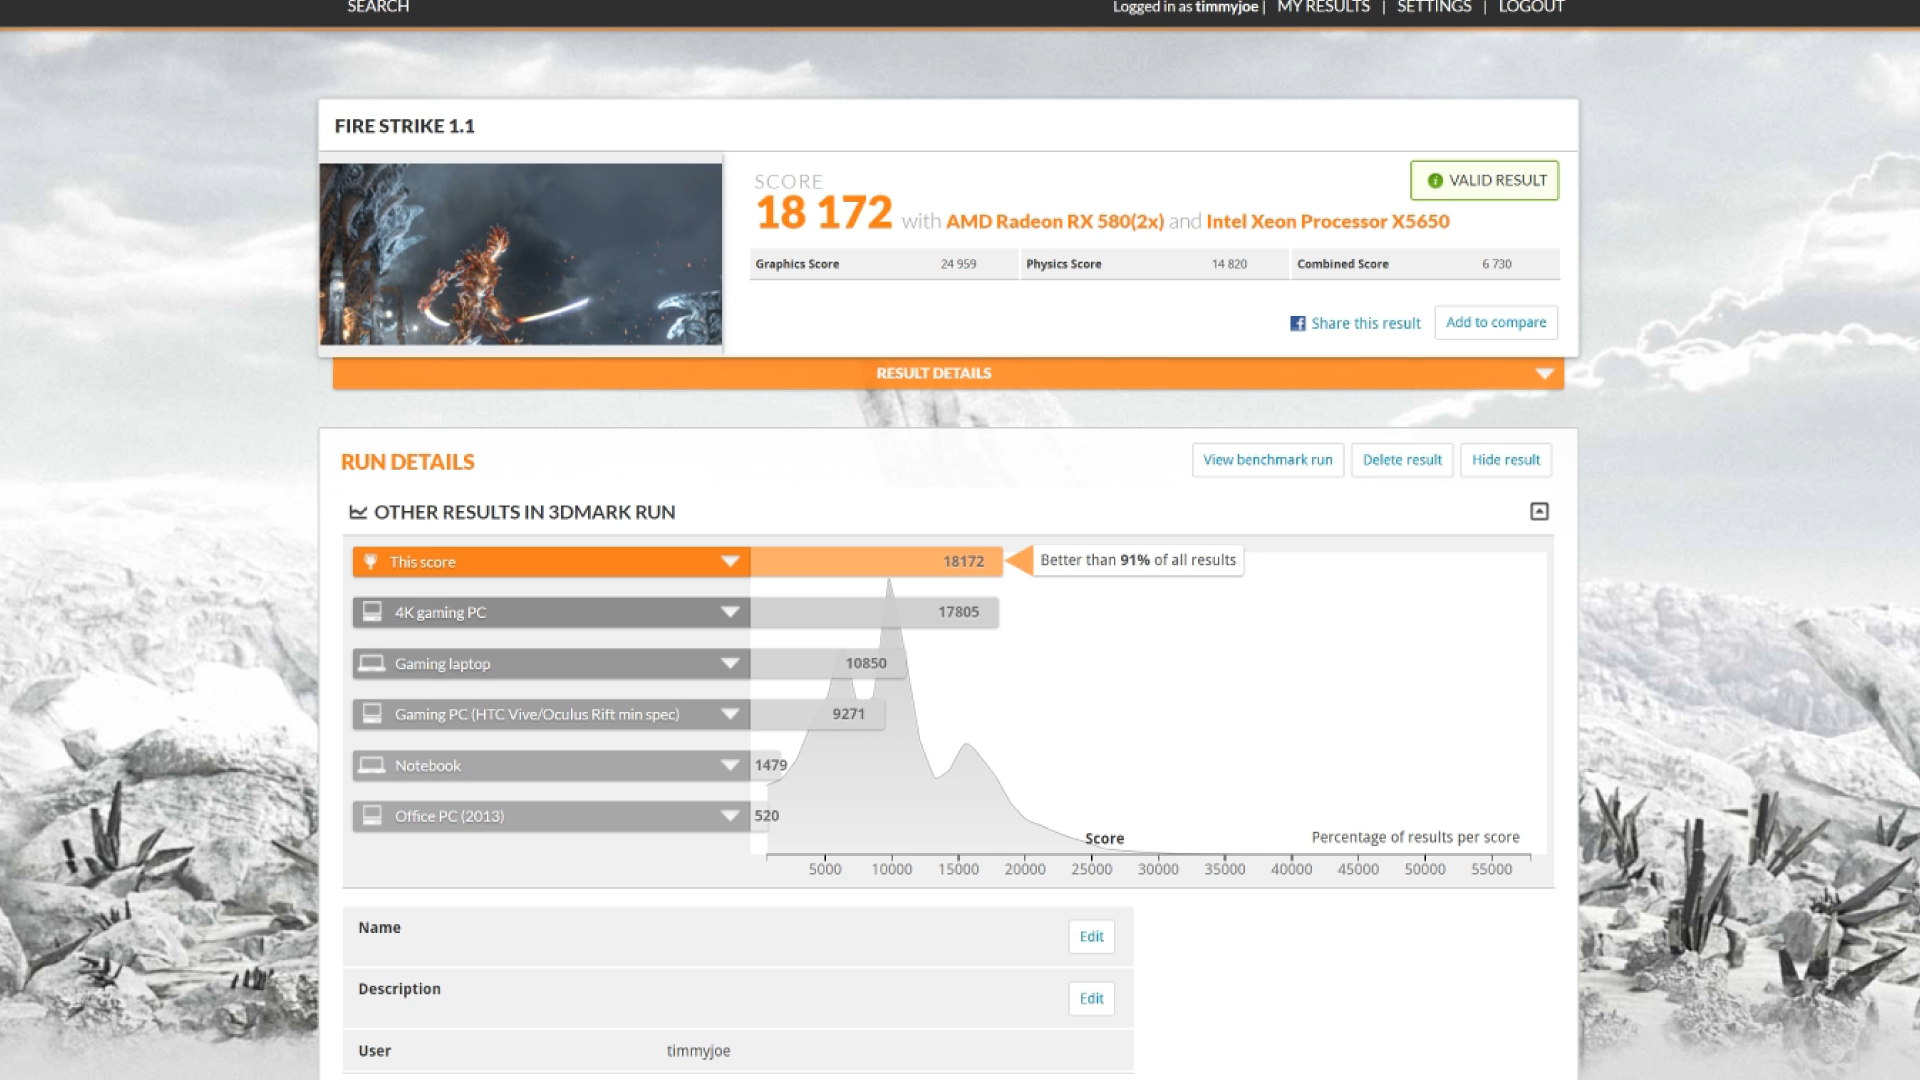 SEARCH
Logged in as timmyjoe | MY RESULTS | SETTINGS | LOGOUT
FIRE STRIKE 1.1
VALID RESULT
SCORE
18 172 with AMD Radeon RX 580(2x) and Intel Xeon Processor X5650
Graphics Score 24 959 Physics Score 14 820 Combined Score 6 730
Share this result Add to compare
RESULT DETAILS
RUN DETAILS
View benchmark run Delete result Hide result
OTHER RESULTS IN 3DMARK RUN
This score 18172 Better than 91% of all results
4K gaming PC 17805
Gaming laptop 10850
Gaming PC (HTC Vive/Oculus Rift min spec) 9271
Notebook 1479
Office PC (2013) 520
Score Percentage of results per score
5000 10000 15000 20000 25000 30000 35000 40000 45000 50000 55000
Name Edit
Description Edit
User timmyjoe